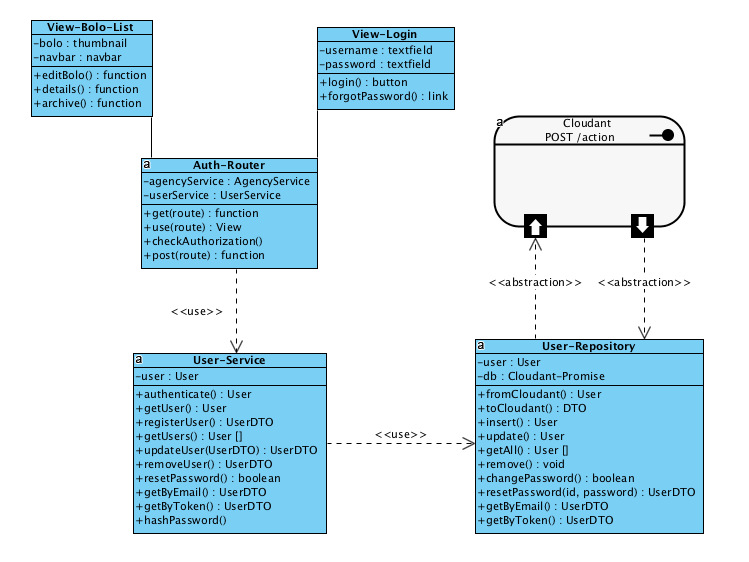 View-Bolo-List
-bolo : thumbnail
-navbar : navbar
+editBolo() : function
+details() : function
+archive() : function
View-Login
-username : textfield
-password : textfield
+login() : button
+forgotPassword() : link
a
Cloudant
POST /action
a
Auth-Router
-agencyService : AgencyService
-userService : UserService
+get(route) : function
+use(route) : View
+checkAuthorization()
+post(route) : function
<<abstraction>>
<<abstraction>>
<<use>>
a
User-Service
-user : User
+authenticate() : User
+getUser() : User
+registerUser() : UserDTO
+getUsers() : User []
+updateUser(UserDTO) : UserDTO
+removeUser() : UserDTO
+resetPassword() : boolean
+getByEmail() : UserDTO
+getByToken() : UserDTO
+hashPassword()
<<use>>
a
User-Repository
-user : User
-db : Cloudant-Promise
+fromCloudant() : User
+toCloudant() : DTO
+insert() : User
+update() : User
+getAll() : User []
+remove() : void
+changePassword() : boolean
+resetPassword(id, password) : UserDTO
+getByEmail() : UserDTO
+getByToken() : UserDTO